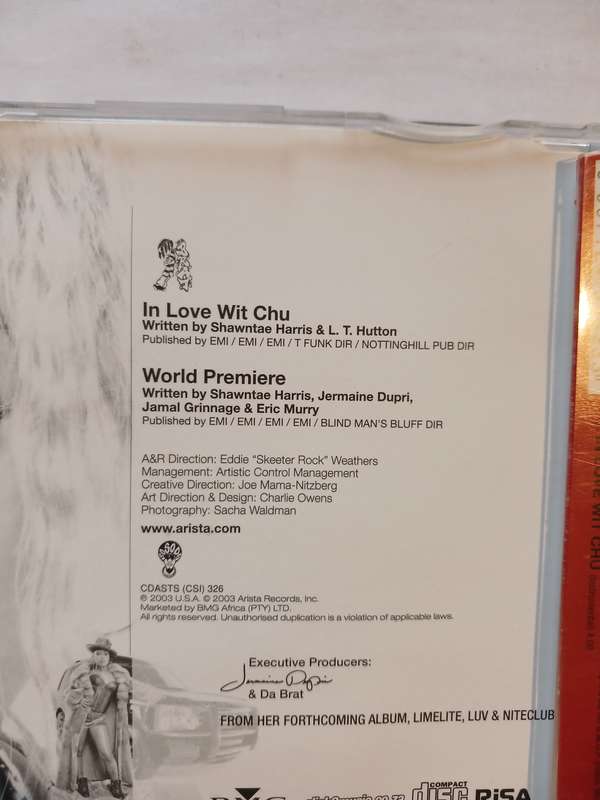 In Love Wit Chu
Written by Shawntae Harris & L. T. Hutton
Published by EMI / EMI / EMI / T FUNK DIR / NOTTINGHILL PUB DIR
World Premiere
Written by Shawntae Harris, Jermaine Dupri,
Jamal Grinnage & Eric Murry
Published by EMI / EMI / EMI / EMI / BLIND MAN'S BLUFF DIR
A&R Direction: Eddie "Skeeter Rock" Weathers
Management: Artistic Control Management
Creative Direction: Joe Mama-Nitzberg
Art Direction & Design: Charlie Owens
Photography: Sacha Waldman
www.arista.com
CDASTS (CSI) 326
℗ 2003 U.S.A. © 2003 Arista Records, Inc.
Marketed by BMG Africa (PTY) LTD.
All rights reserved. Unauthorised duplication is a violation of applicable laws.
Executive Producers:
Jermaine Dupri
& Da Brat
FROM HER FORTHCOMING ALBUM, LIMELITE, LUV & NITECLUB
BMG
COMPACT
disc
RiSA
WIT CHU